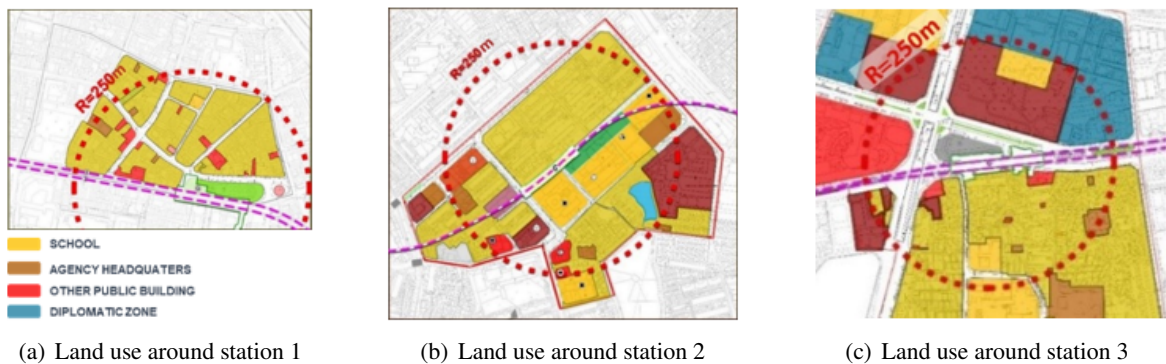 R=250m
R=250m
R=250m
SCHOOL
AGENCY HEADQUATERS
OTHER PUBLIC BUILDING
DIPLOMATIC ZONE
(a) Land use around station 1
(b) Land use around station 2
(c) Land use around station 3